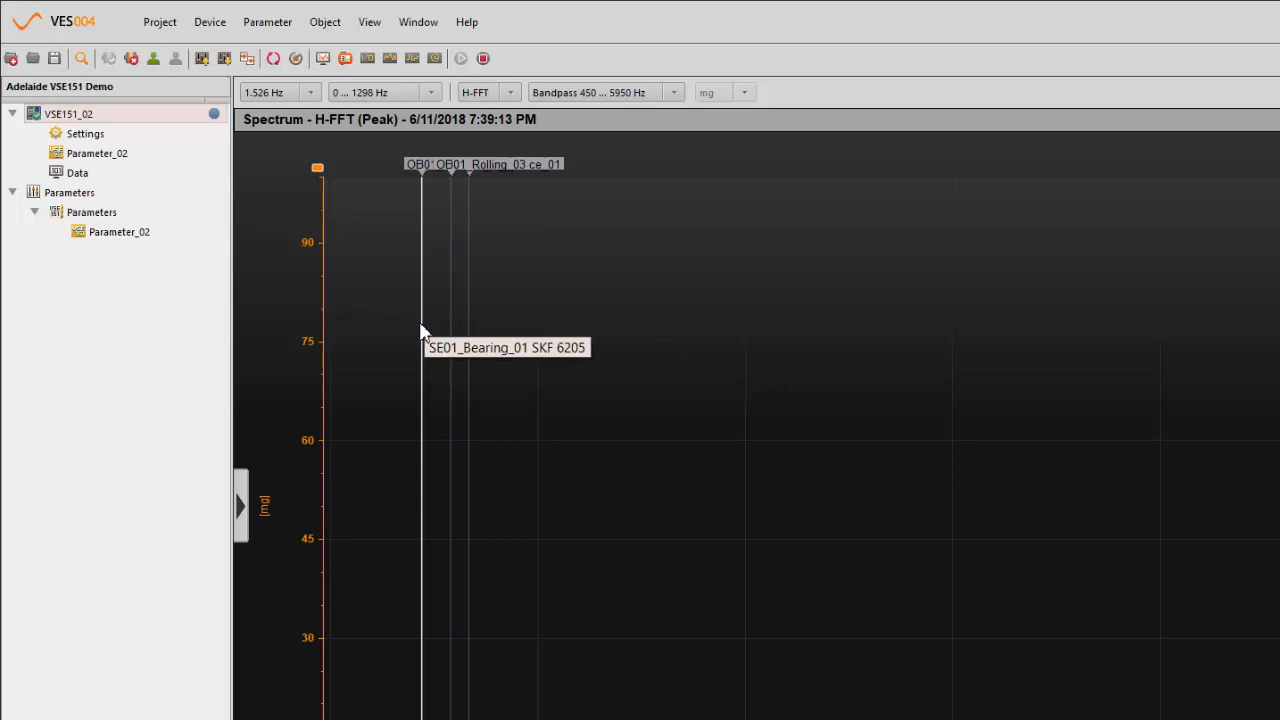 VES004
Project Device Parameter Object View Window Help
Adelaide VSE151 Demo
1.526 Hz 0 ... 1298 Hz H-FFT Bandpass 450 ... 5950 Hz mg
VSE151_02
Spectrum - H-FFT (Peak) - 6/11/2018 7:39:13 PM
Settings
Parameter_02
Data
Parameters
Parameters
Parameter_02
OB01 Rolling_03 ce_01
90
SE01_Bearing_01 SKF 6205
75
60
[mg]
45
30